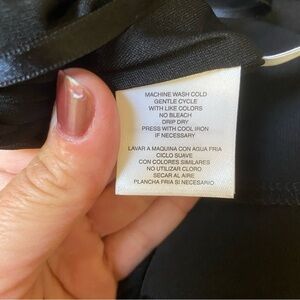 MACHINE WASH COLD
GENTLE CYCLE
WITH LIKE COLORS
NO BLEACH
DRIP DRY
PRESS WITH COOL IRON
IF NECESSARY
LAVAR A MAQUINA CON AGUA FRIA
CICLO SUAVE
CON COLORES SIMILARES
NO UTILIZAR CLORO
SECAR AL AIRE
PLANCHA FRIA SI NECESARIO